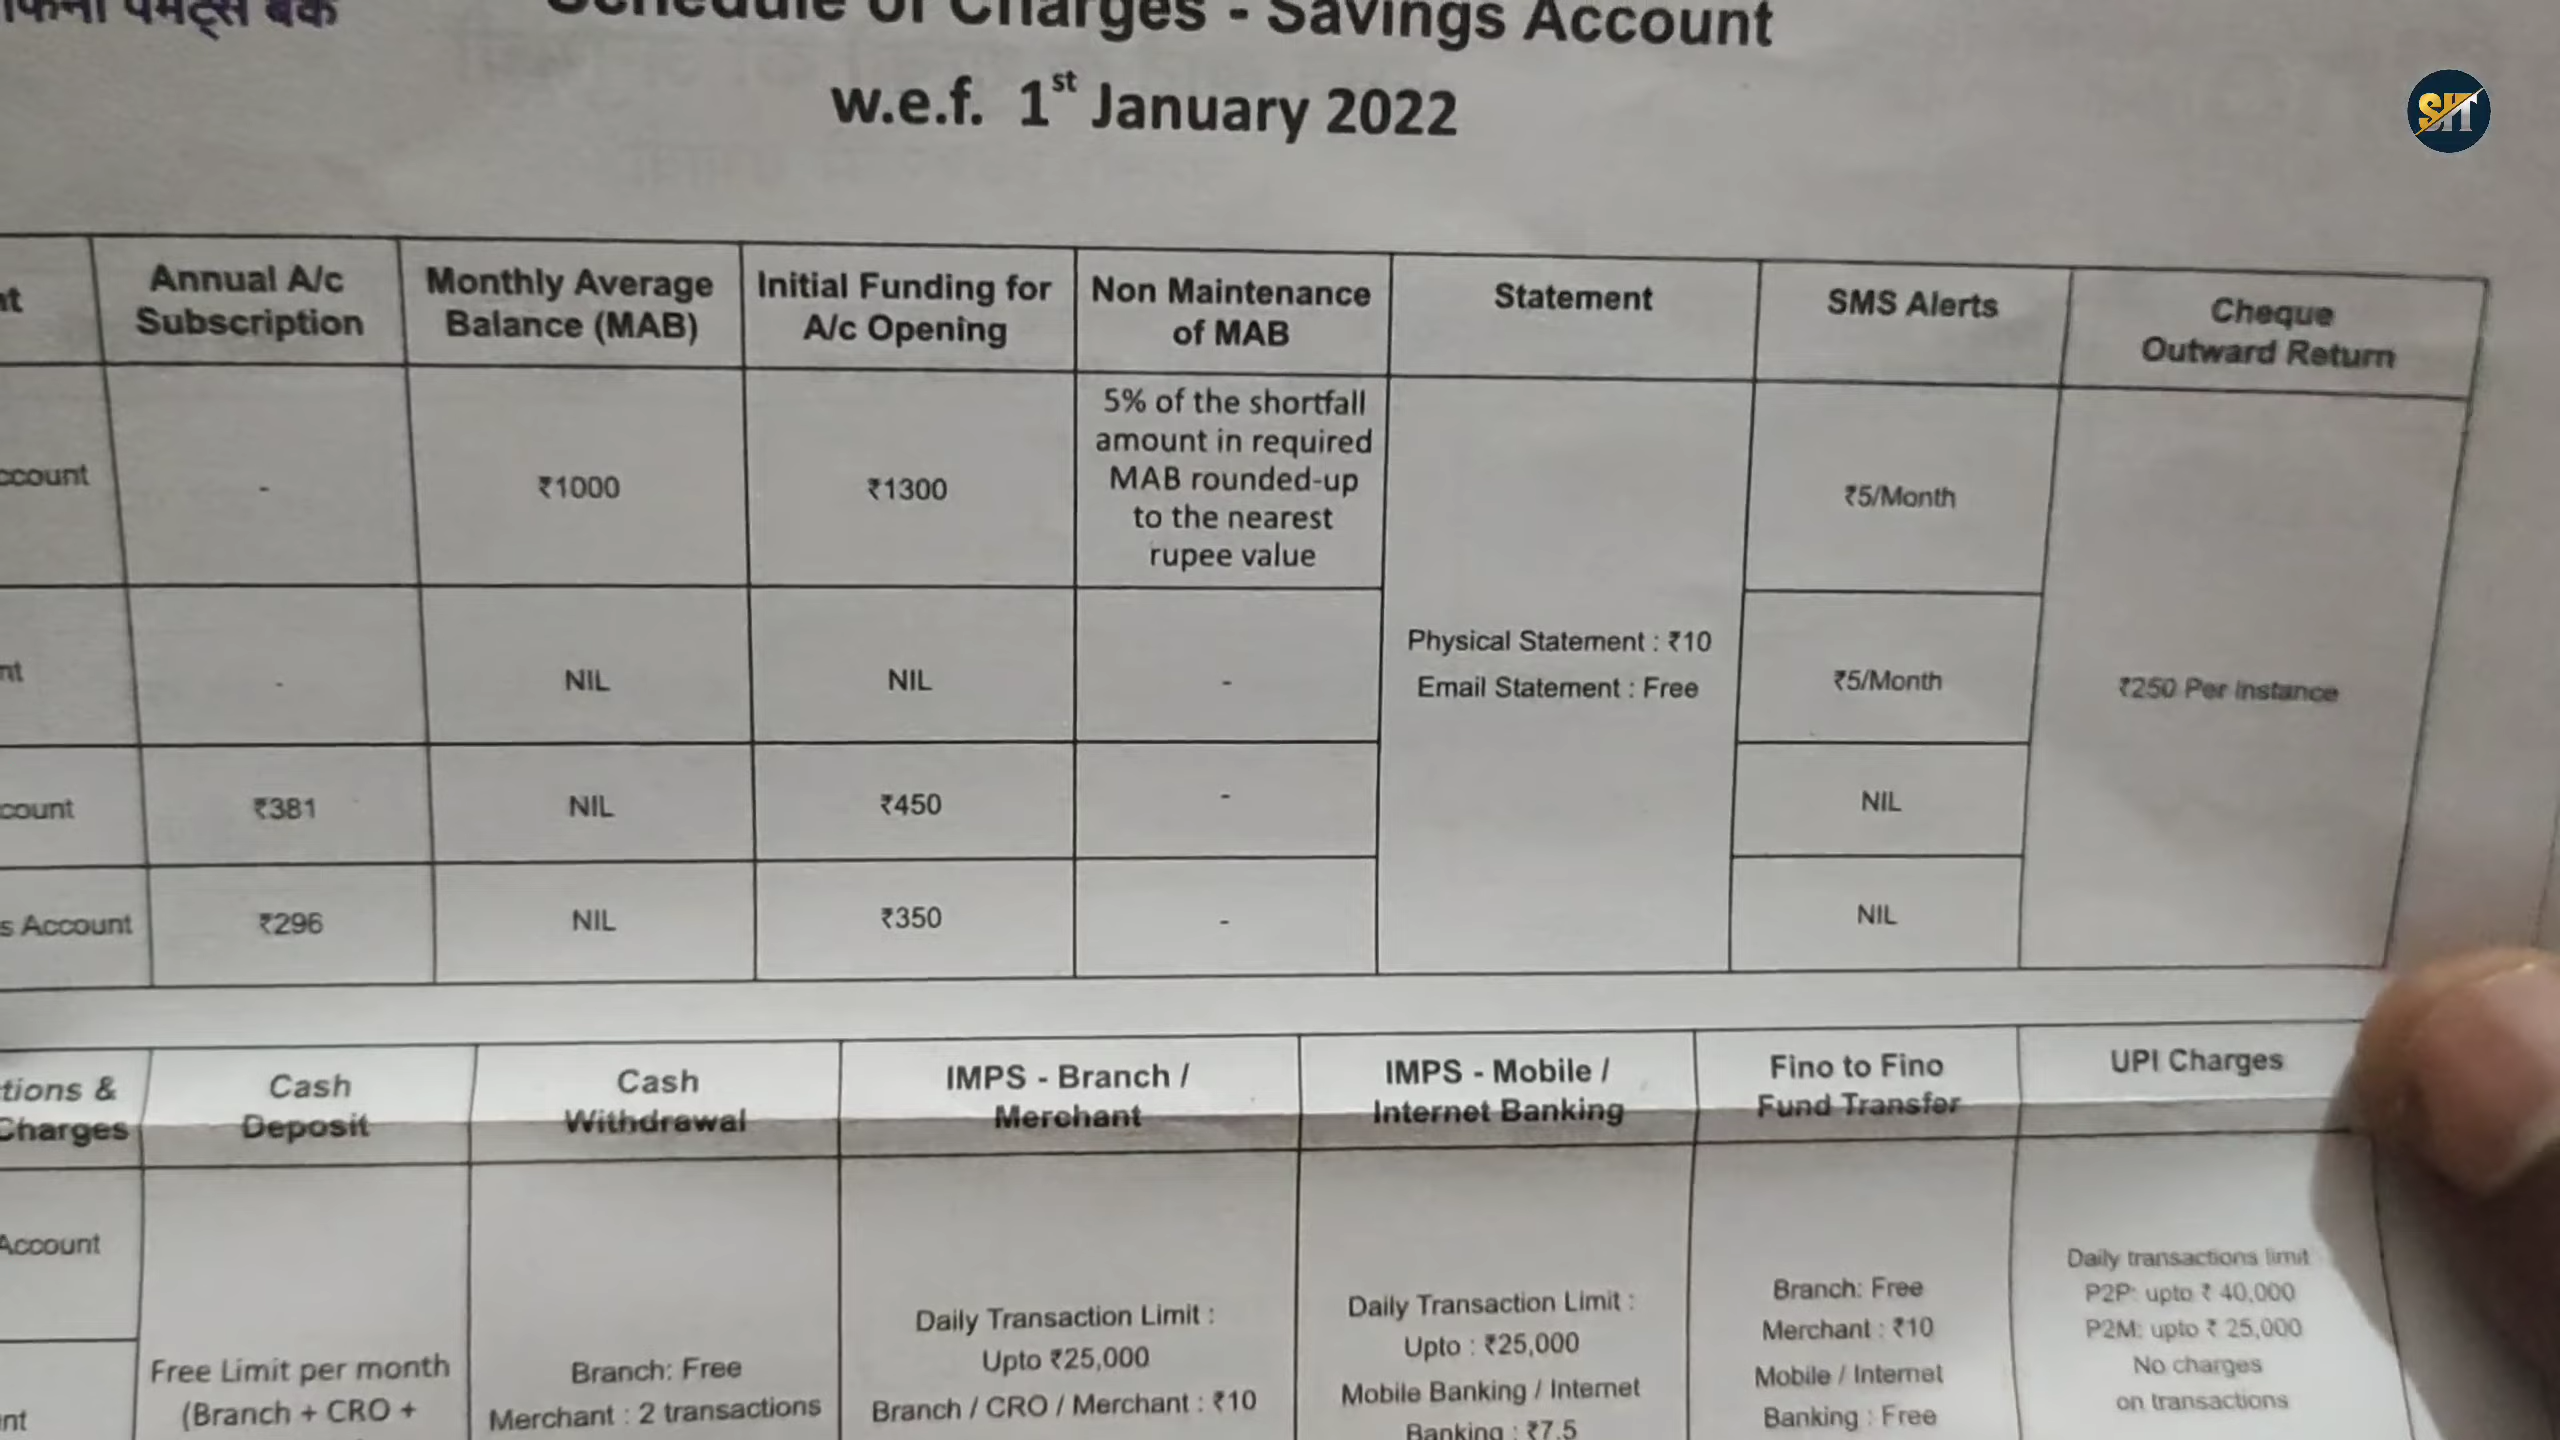 पेमेंट्स बैंक
Schedule of Charges - Savings Account
w.e.f. 1st January 2022
SHT
Annual A/c
Subscription
Monthly Average
Balance (MAB)
Initial Funding for
A/c Opening
Non Maintenance
of MAB
Statement
SMS Alerts
Cheque
Outward Return
ccount
-
₹1000
₹1300
5% of the shortfall
amount in required
MAB rounded-up
to the nearest
rupee value
₹5/Month
nt
-
NIL
NIL
-
Physical Statement : ₹10
Email Statement : Free
₹5/Month
₹250 Per Instance
count
₹381
NIL
₹450
-
NIL
s Account
₹296
NIL
₹350
-
NIL
tions &
Charges
Cash
Deposit
Cash
Withdrawal
IMPS - Branch /
Merchant
IMPS - Mobile /
Internet Banking
Fino to Fino
Fund Transfer
UPI Charges
Account
nt
Free Limit per month
(Branch + CRO +
Branch: Free
Merchant : 2 transactions
Daily Transaction Limit :
Upto ₹25,000
Branch / CRO / Merchant : ₹10
Daily Transaction Limit :
Upto : ₹25,000
Mobile Banking / Internet
Banking : ₹7.5
Branch: Free
Merchant : ₹10
Mobile / Internet
Banking : Free
Daily transactions limit
P2P: upto ₹ 40,000
P2M: upto ₹ 25,000
No charges
on transactions